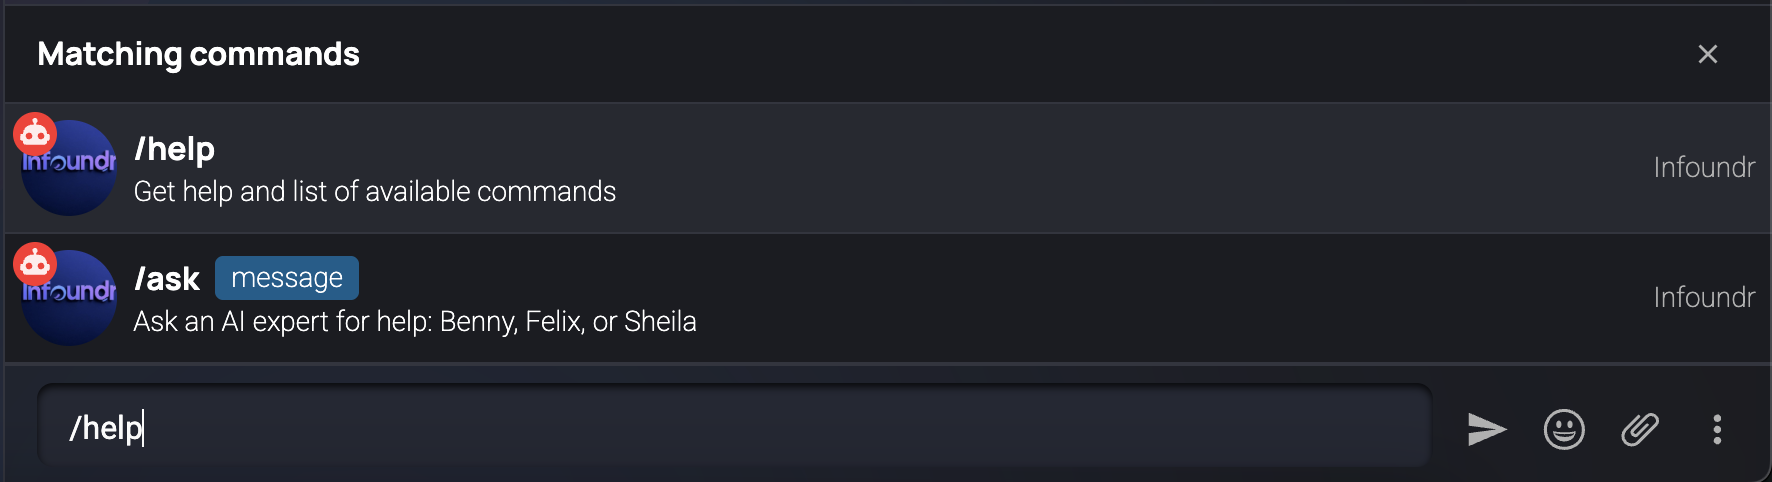 Matching commands
Infoundr
/help
Get help and list of available commands
Infoundr
Infoundr
/ask message
Ask an AI expert for help: Benny, Felix, or Sheila
Infoundr
/help